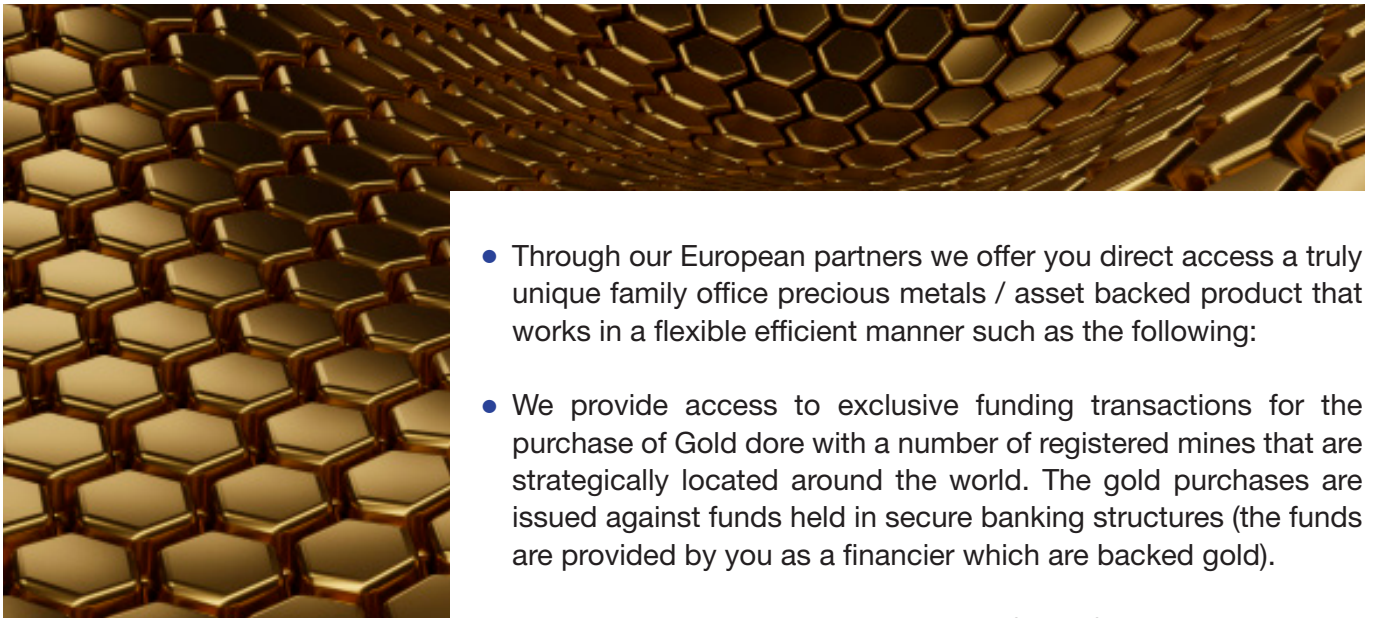 • Through our European partners we offer you direct access a truly
unique family office precious metals / asset backed product that
works in a flexible efficient manner such as the following:
• We provide access to exclusive funding transactions for the
purchase of Gold dore with a number of registered mines that are
strategically located around the world. The gold purchases are
issued against funds held in secure banking structures (the funds
are provided by you as a financier which are backed gold).